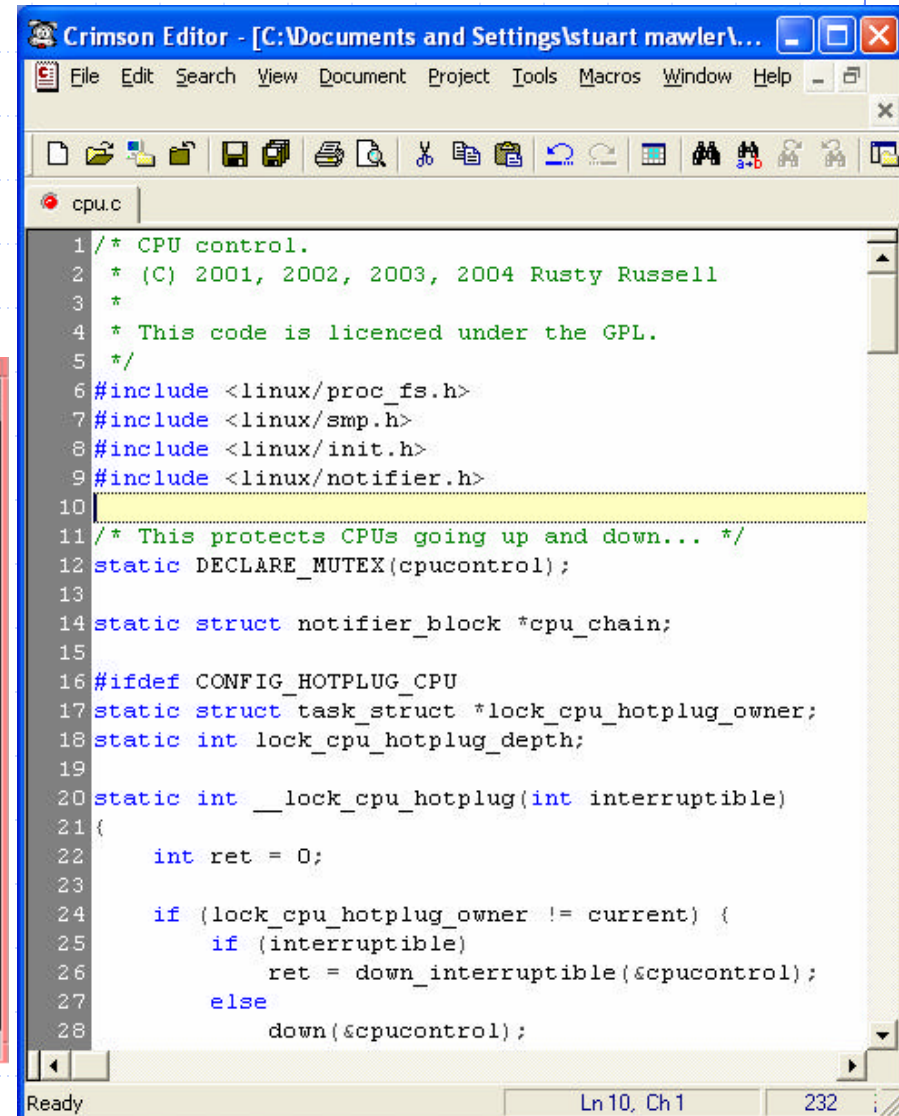 Crimson Editor - [C:\Documents and Settings\stuart mawler\...
File Edit Search View Document Project Tools Macros Window Help
cpu.c
1 /* CPU control.
2  * (C) 2001, 2002, 2003, 2004 Rusty Russell
3  *
4  * This code is licenced under the GPL.
5  */
6 #include <linux/proc_fs.h>
7 #include <linux/smp.h>
8 #include <linux/init.h>
9 #include <linux/notifier.h>
10
11 /* This protects CPUs going up and down... */
12 static DECLARE_MUTEX(cpucontrol);
13
14 static struct notifier_block *cpu_chain;
15
16 #ifdef CONFIG_HOTPLUG_CPU
17 static struct task_struct *lock_cpu_hotplug_owner;
18 static int lock_cpu_hotplug_depth;
19
20 static int __lock_cpu_hotplug(int interruptible)
21 {
22     int ret = 0;
23
24     if (lock_cpu_hotplug_owner != current) {
25         if (interruptible)
26             ret = down_interruptible(&cpucontrol);
27         else
28             down(&cpucontrol);
Ready Ln 10, Ch 1 232